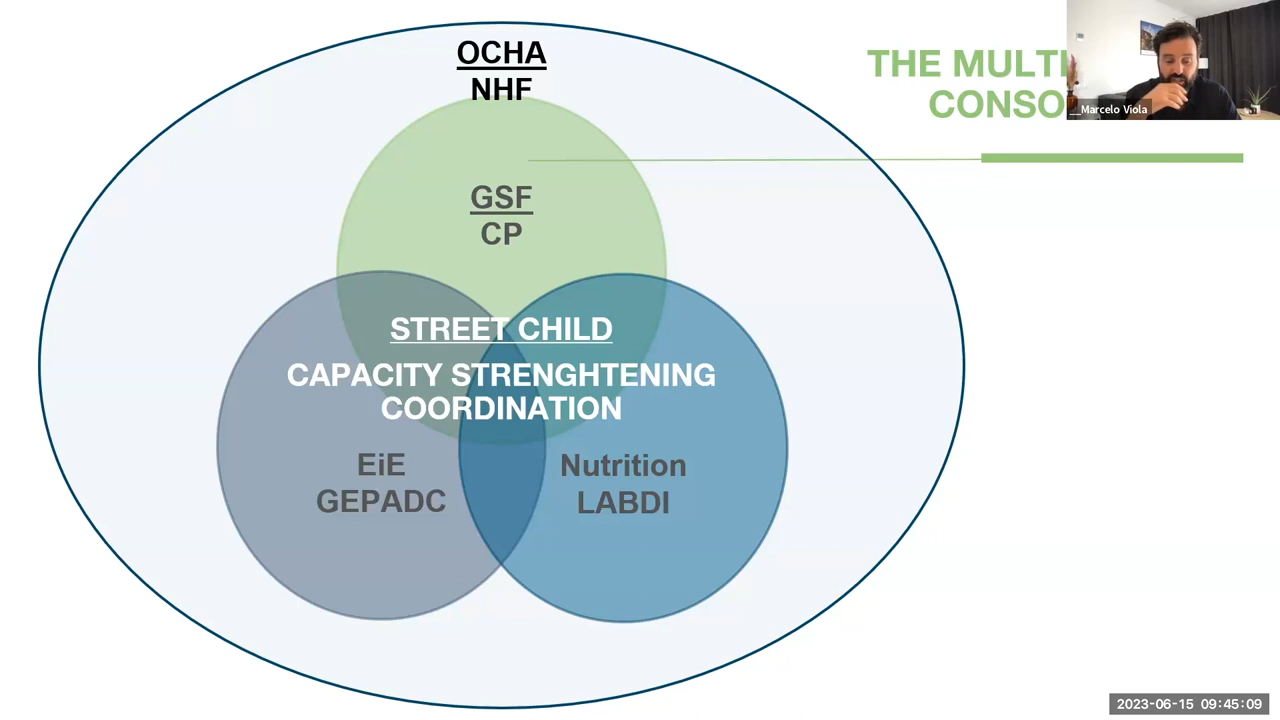 OCHA
NHF
THE MULTI
CONSO
Marcelo Viola
GSF
CP
STREET CHILD
CAPACITY STRENGHTENING
COORDINATION
EiE
GEPADC
Nutrition
LABDI
2023-06-15 09:45:09